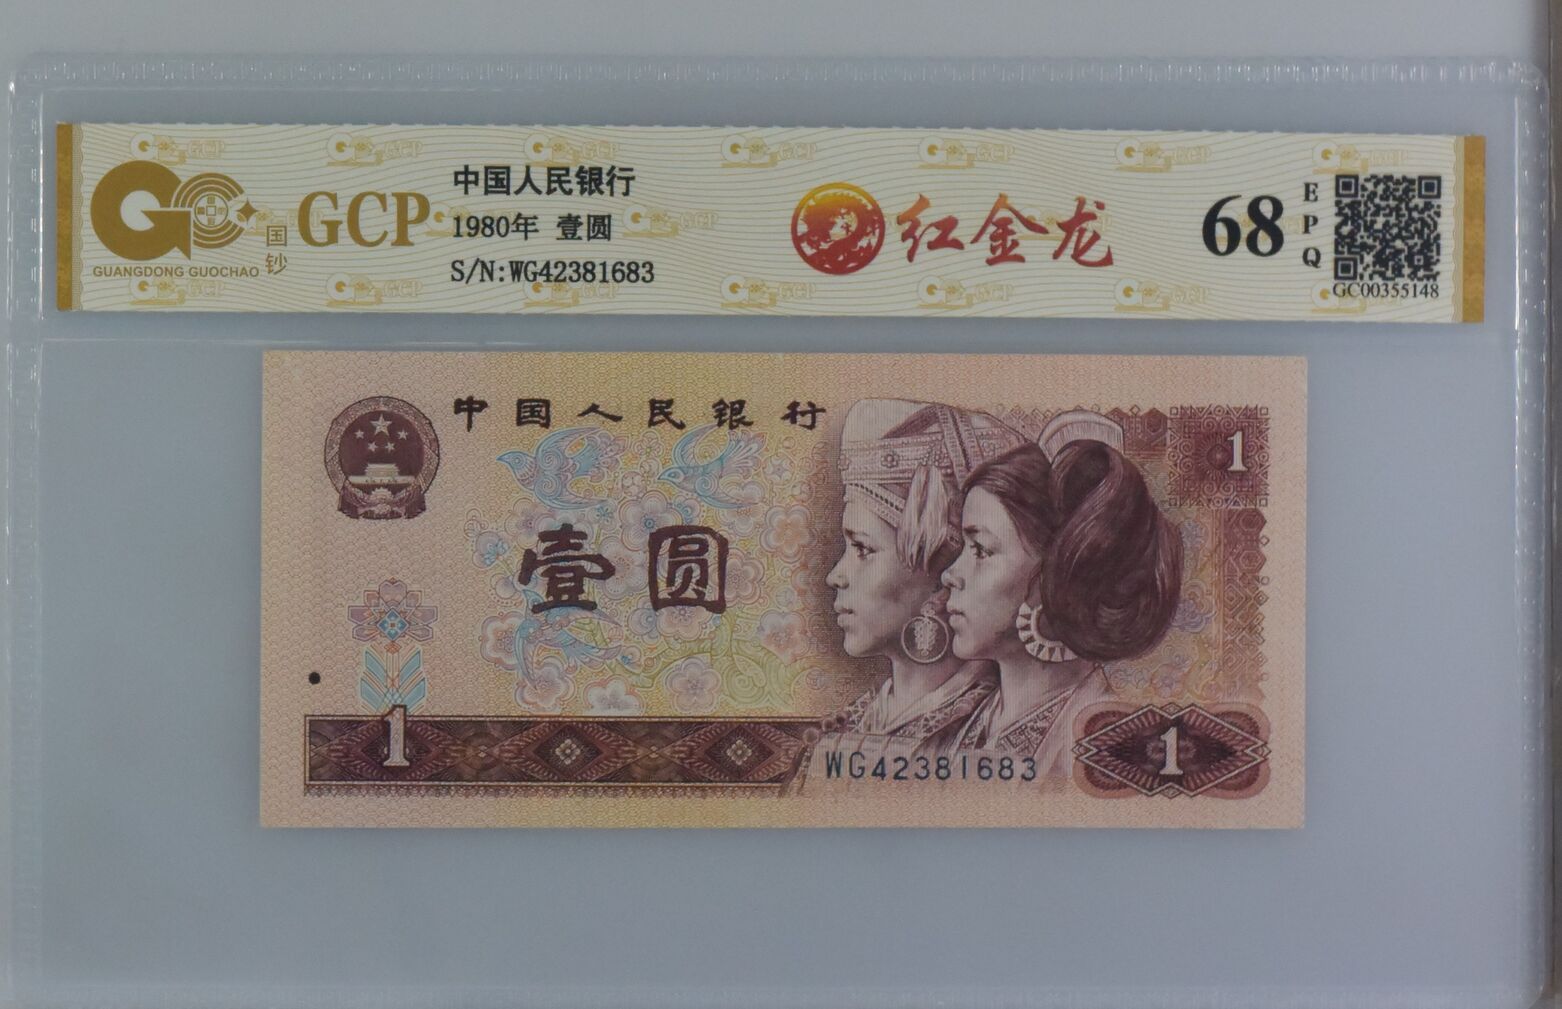 GUANGDONG GUOCHAO
国钞
GCP
中国人民银行
1980年 壹圆
S/N:WG42381683
红金龙
68
EPQ
GC00355148
中国人民银行
1
壹圆
1
WG42381683
1